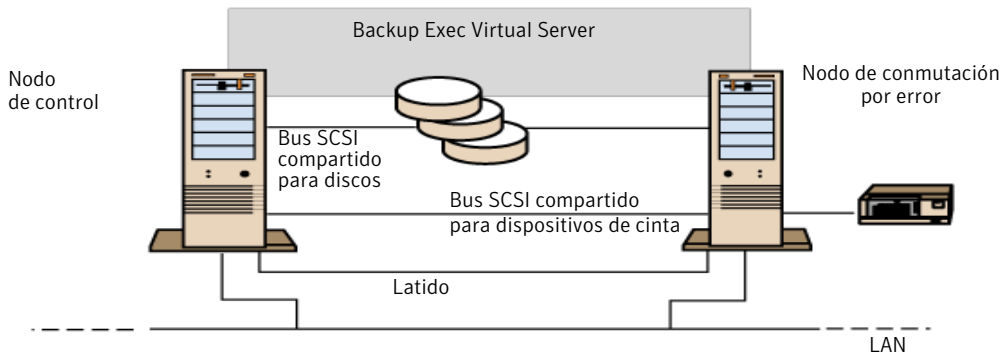 Backup Exec Virtual Server
Nodo
de control
Nodo de conmutación
por error
Bus SCSI
compartido
para discos
Bus SCSI compartido
para dispositivos de cinta
Latido
LAN